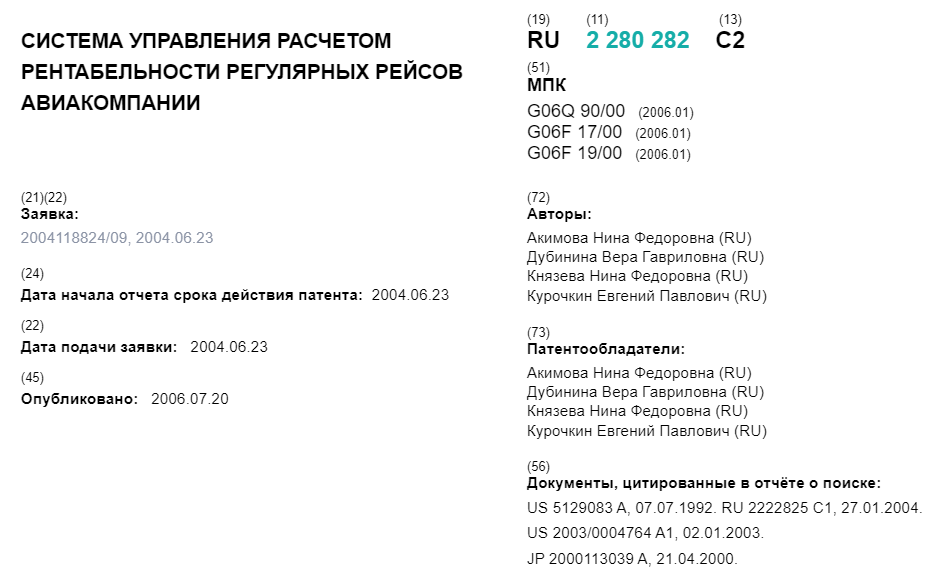 СИСТЕМА УПРАВЛЕНИЯ РАСЧЕТОМ
РЕНТАБЕЛЬНОСТИ РЕГУЛЯРНЫХ РЕЙСОВ
АВИАКОМПАНИИ
(19) (11) (13)
RU 2 280 282 C2
(51)
МПК
G06Q 90/00 (2006.01)
G06F 17/00 (2006.01)
G06F 19/00 (2006.01)
(21)(22)
Заявка:
2004118824/09, 2004.06.23
(24)
Дата начала отчета срока действия патента: 2004.06.23
(22)
Дата подачи заявки: 2004.06.23
(45)
Опубликовано: 2006.07.20
(72)
Авторы:
Акимова Нина Федоровна (RU)
Дубинина Вера Гавриловна (RU)
Князева Нина Федоровна (RU)
Курочкин Евгений Павлович (RU)
(73)
Патентообладатели:
Акимова Нина Федоровна (RU)
Дубинина Вера Гавриловна (RU)
Князева Нина Федоровна (RU)
Курочкин Евгений Павлович (RU)
(56)
Документы, цитированные в отчёте о поиске:
US 5129083 A, 07.07.1992. RU 2222825 C1, 27.01.2004.
US 2003/0004764 A1, 02.01.2003.
JP 2000113039 A, 21.04.2000.